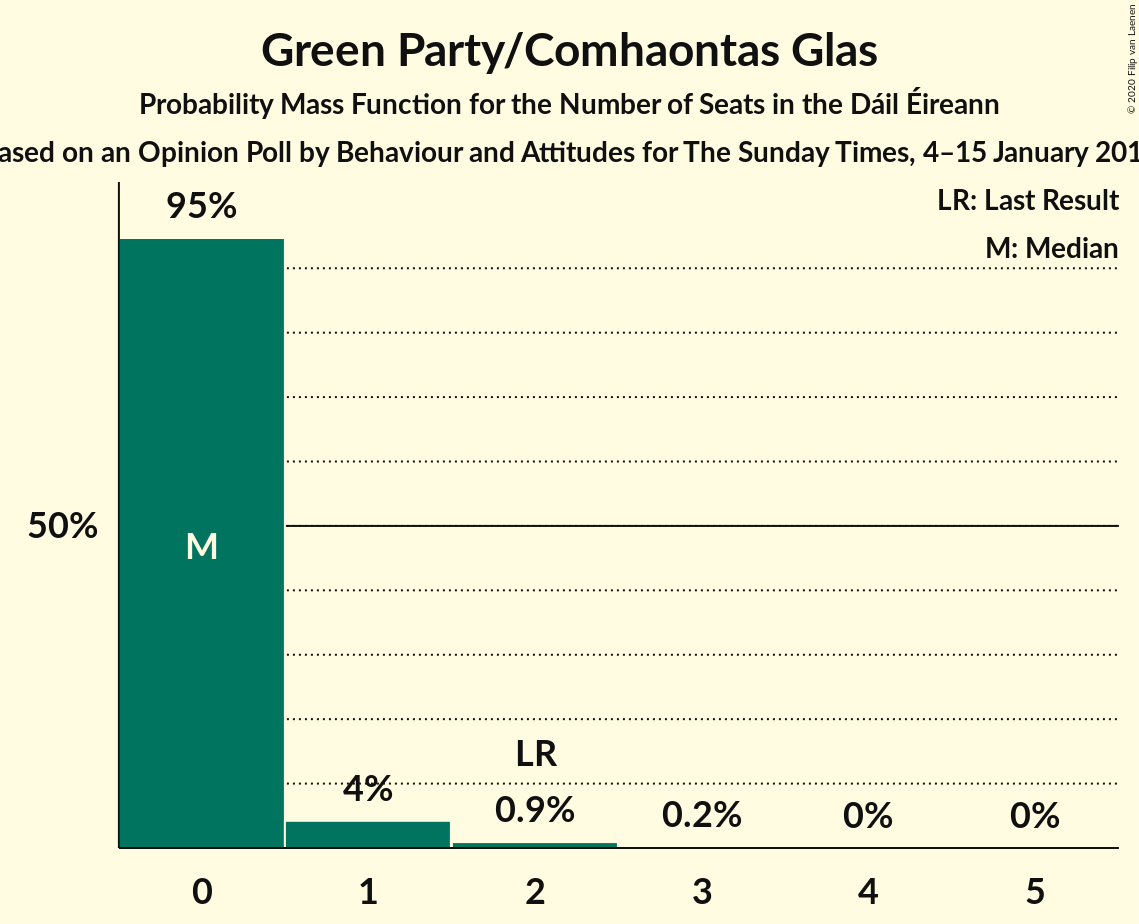 © 2020 Filip van Laenen
Green Party/Comhaontas Glas
Probability Mass Function for the Number of Seats in the Dáil Éireann
ased on an Opinion Poll by Behaviour and Attitudes for The Sunday Times, 4–15 January 201
LR: Last Result
M: Median
95%
50%
M
LR
4%
0.9%
0.2%
0%
0%
0 1 2 3 4 5